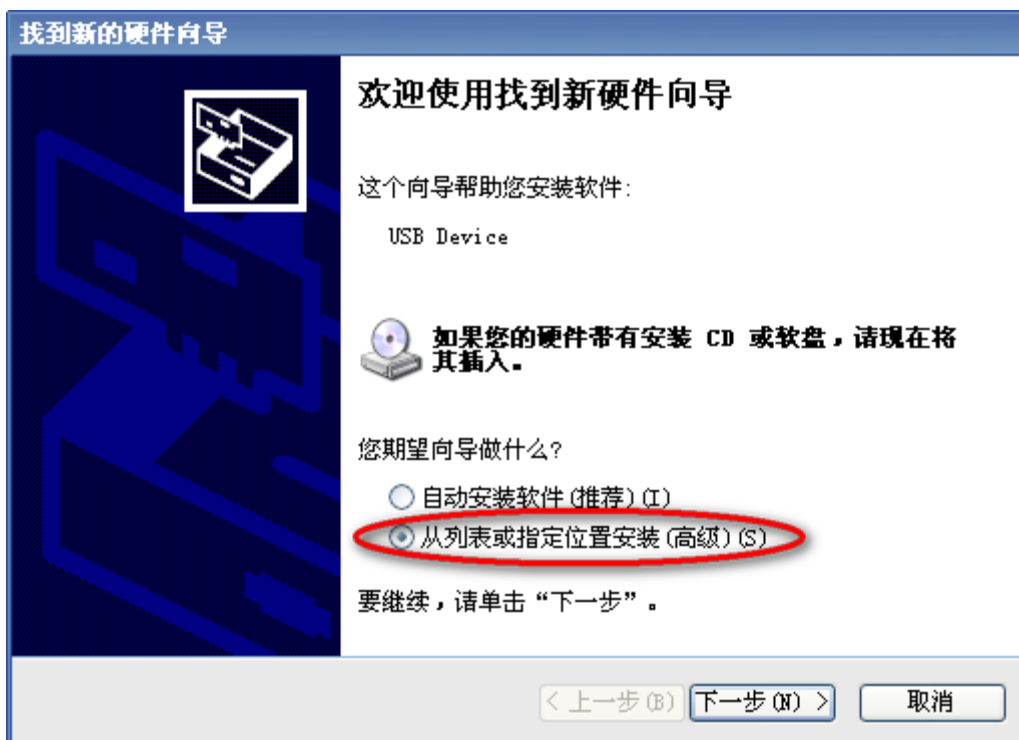 找到新的硬件向导
欢迎使用找到新硬件向导
这个向导帮助您安装软件:
USB Device
如果您的硬件带有安装 CD 或软盘，请现在将
其插入。
您期望向导做什么?
自动安装软件(推荐)(I)
从列表或指定位置安装(高级)(S)
要继续，请单击“下一步”。
< 上一步(B) 下一步(N) > 取消